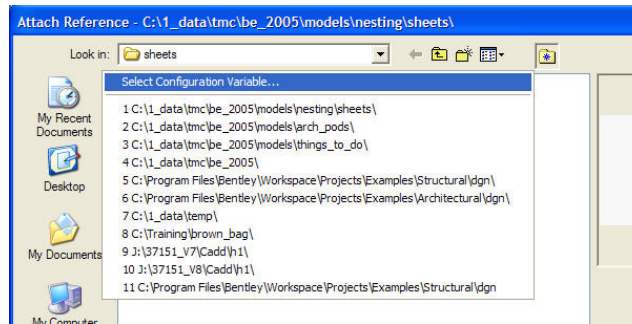 Attach Reference - C:\1_data\tmc\be_2005\models\nesting\sheets\
Look in: sheets
Select Configuration Variable...
1 C:\1_data\tmc\be_2005\models\nesting\sheets\
My Recent Documents
2 C:\1_data\tmc\be_2005\models\arch_pods\
3 C:\1_data\tmc\be_2005\models\things_to_do\
4 C:\1_data\tmc\be_2005\
Desktop
5 C:\Program Files\Bentley\Workspace\Projects\Examples\Structural\dgn\
6 C:\Program Files\Bentley\Workspace\Projects\Examples\Architectural\dgn\
7 C:\1_data\temp\
8 C:\Training\brown_bag\
My Documents
9 J:\37151_V7\Cadd\h1\
10 J:\37151_V8\Cadd\h1\
11 C:\Program Files\Bentley\Workspace\Projects\Examples\Structural\dgn
My Computer